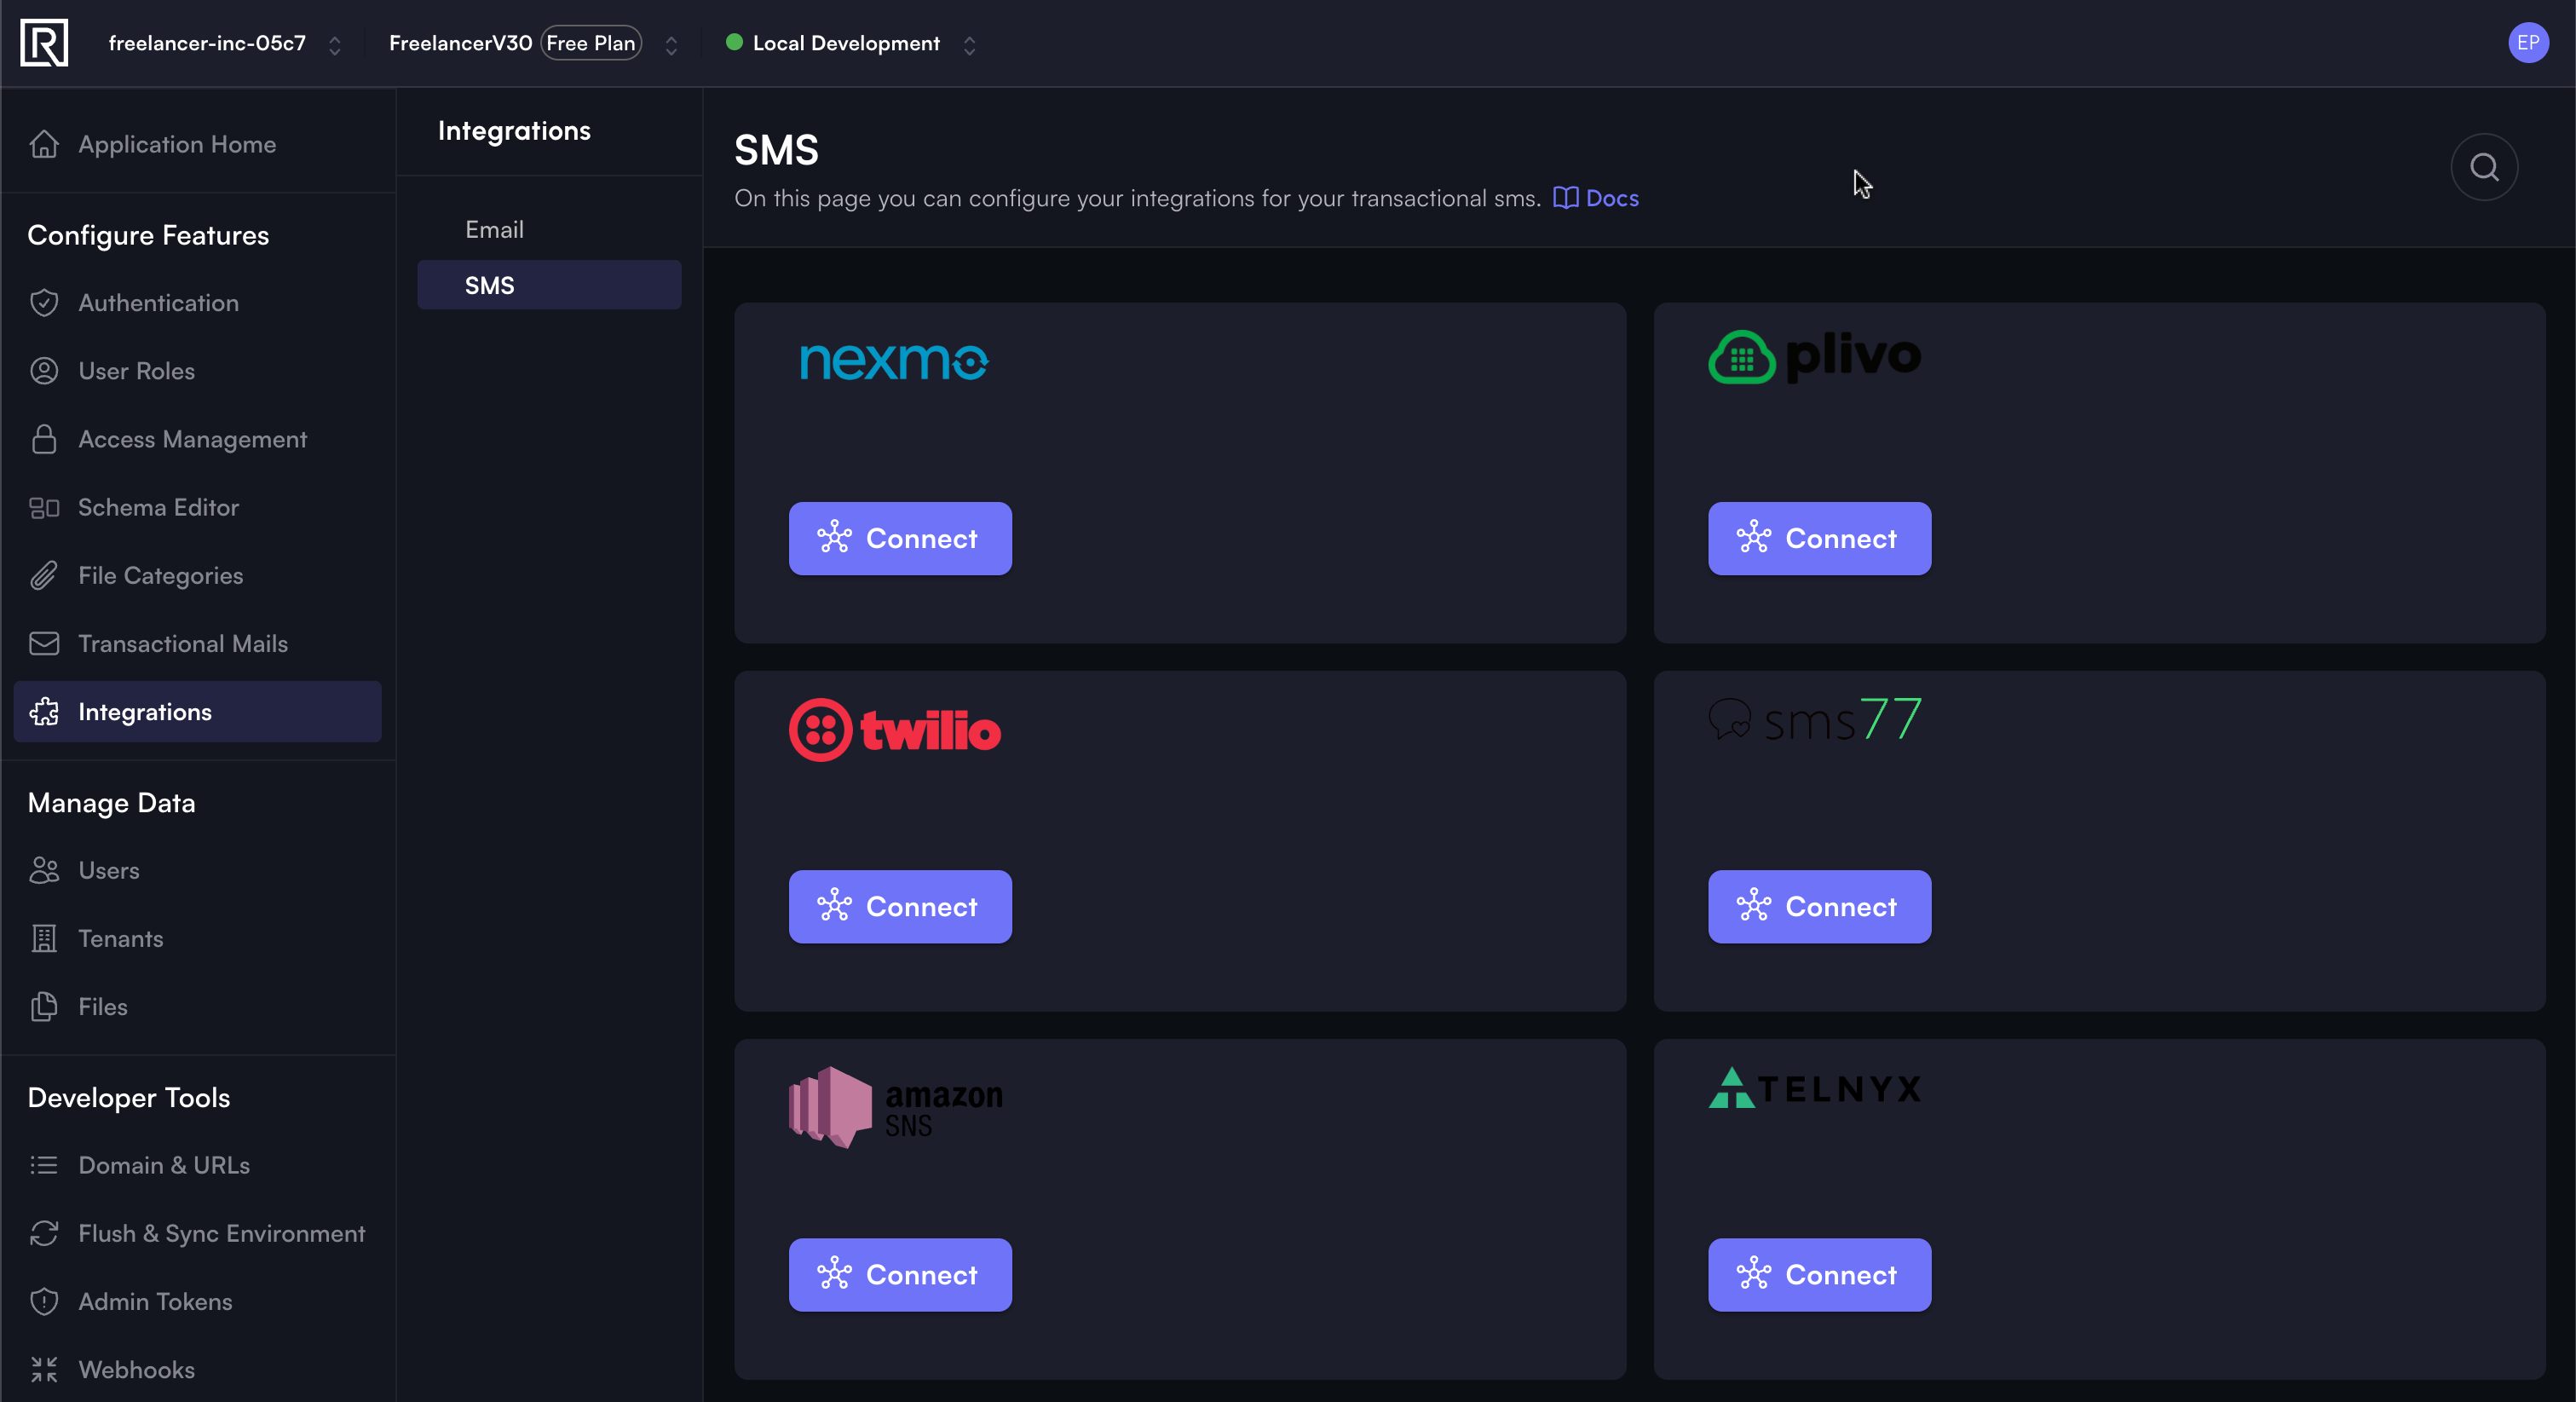 freelancer-inc-05c7
FreelancerV30 Free Plan
Local Development
EP
Application Home
Configure Features
Authentication
User Roles
Access Management
Schema Editor
File Categories
Transactional Mails
Integrations
Manage Data
Users
Tenants
Files
Developer Tools
Domain & URLs
Flush & Sync Environment
Admin Tokens
Webhooks
Integrations
Email
SMS
SMS
On this page you can configure your integrations for your transactional sms. Docs
nexmo
Connect
plivo
Connect
twilio
Connect
sms77
Connect
amazon
SNS
Connect
TELNYX
Connect